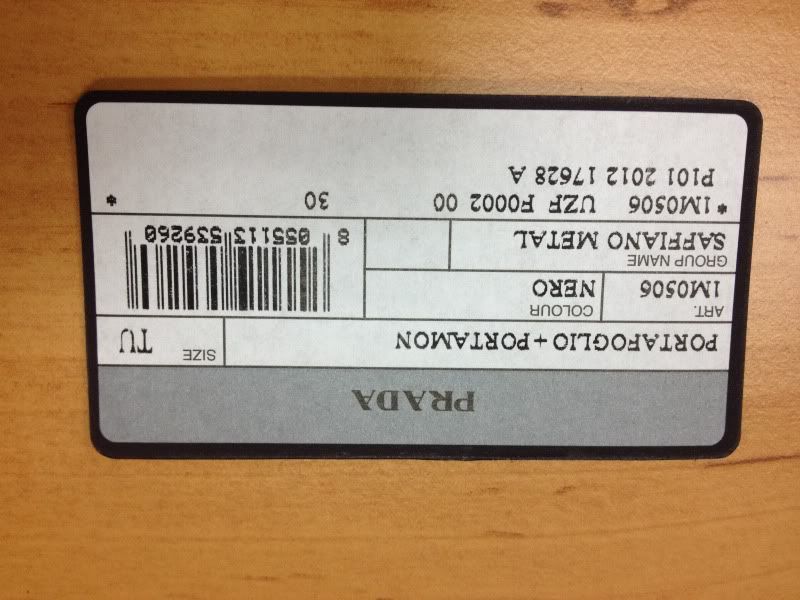 PRADA
PORTAFOGLIO+PORTAMON
SIZE TU
ART. 1M0506
COLOUR NERO
GROUP NAME
SAFFIANO METAL
8 055113 539260
*1M0506 UZF F0002 00 30 *
P101 2012 17628 A